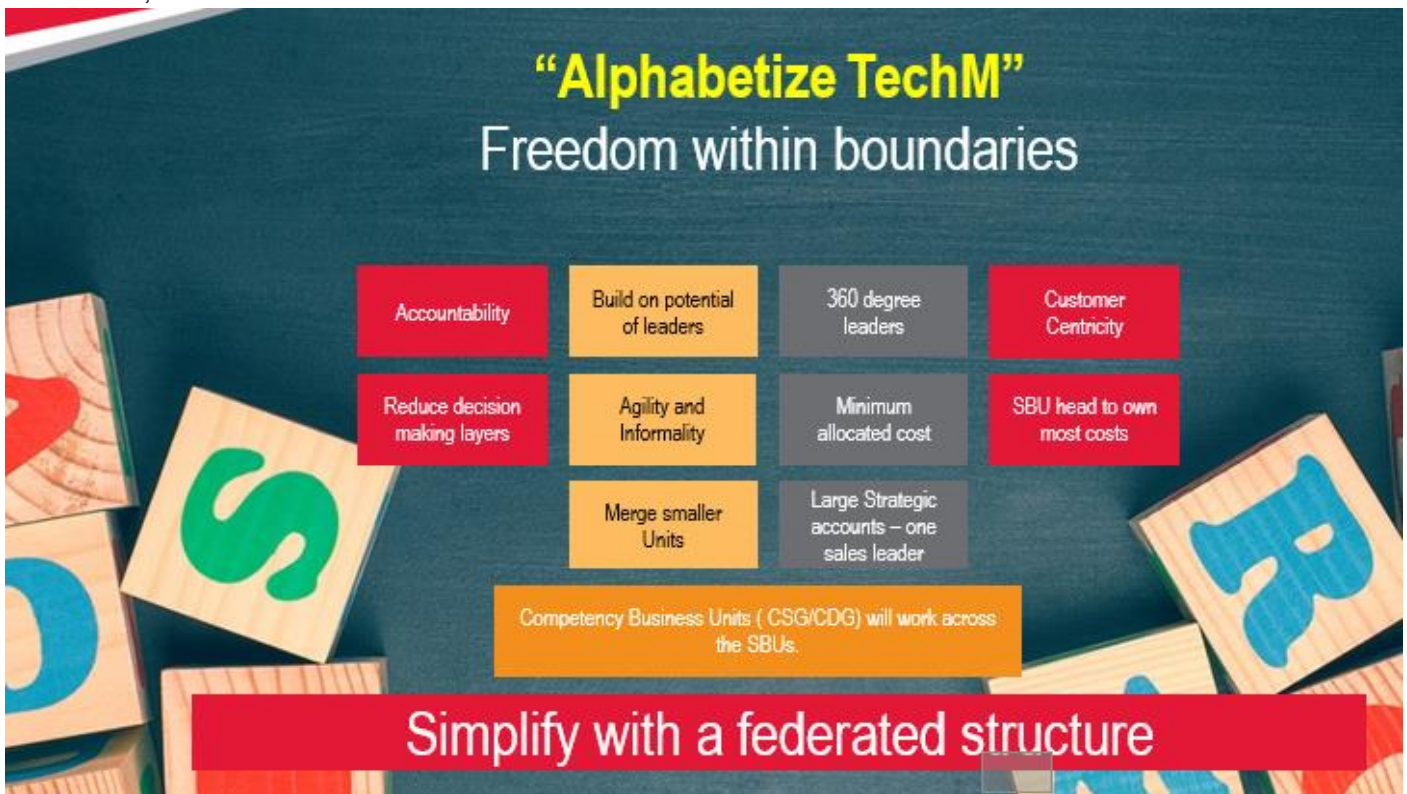 “Alphabetize TechM”
Freedom within boundaries
Accountability
Build on potential
of leaders
360 degree
leaders
Customer
Centricity
Reduce decision
making layers
Agility and
Informality
Minimum
allocated cost
SBU head to own
most costs
Merge smaller
Units
Large Strategic
accounts – one
sales leader
Competency Business Units ( CSG/CDG) will work across
the SBUs.
Simplify with a federated structure
S
R
O